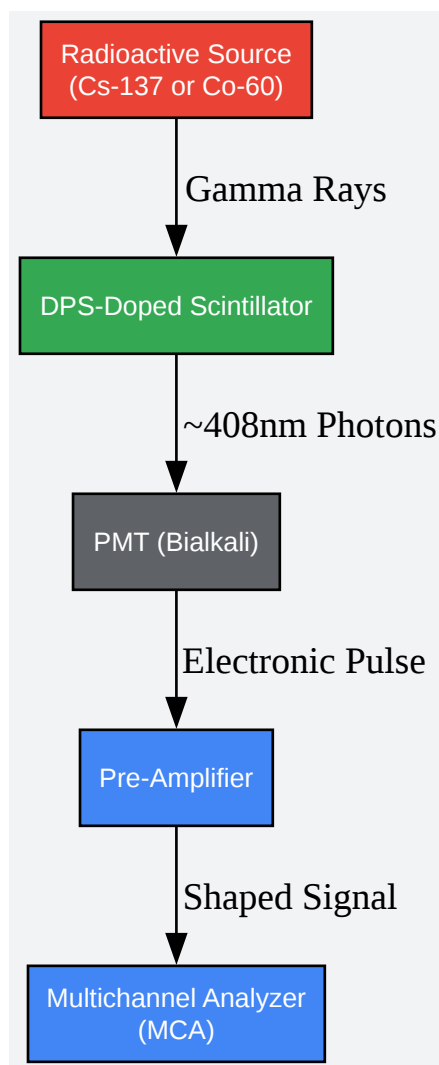 Radioactive Source
(Cs-137 or Co-60)
Gamma Rays
DPS-Doped Scintillator
~408nm Photons
PMT (Bialkali)
Electronic Pulse
Pre-Amplifier
Shaped Signal
Multichannel Analyzer
(MCA)